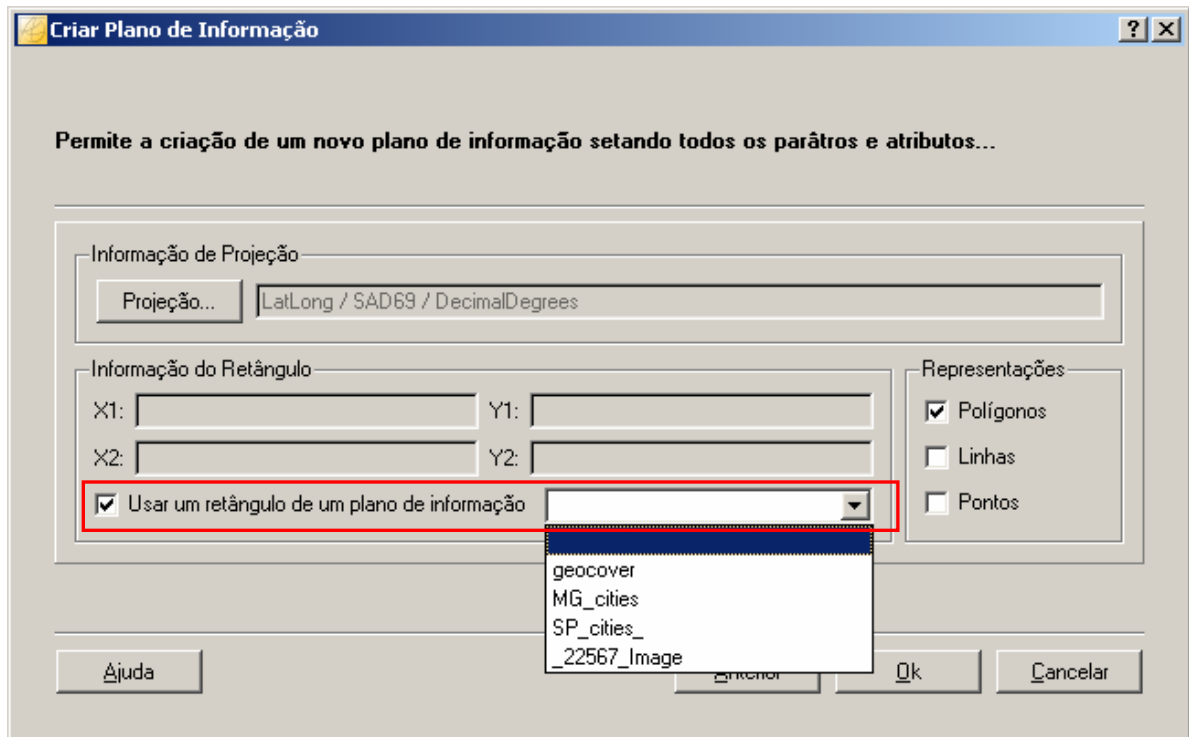 Criar Plano de Informação
Permite a criação de um novo plano de informação setando todos os parâtros e atributos...
Informação de Projeção
Projeção... LatLong / SAD69 / DecimalDegrees
Informação do Retângulo
Representações
X1: Y1:
Polígonos
X2: Y2:
Linhas
Usar um retângulo de um plano de informação
Pontos
geocover
MG_cities
SP_cities_
_22567_Image
Ajuda Anterior Ok Cancelar